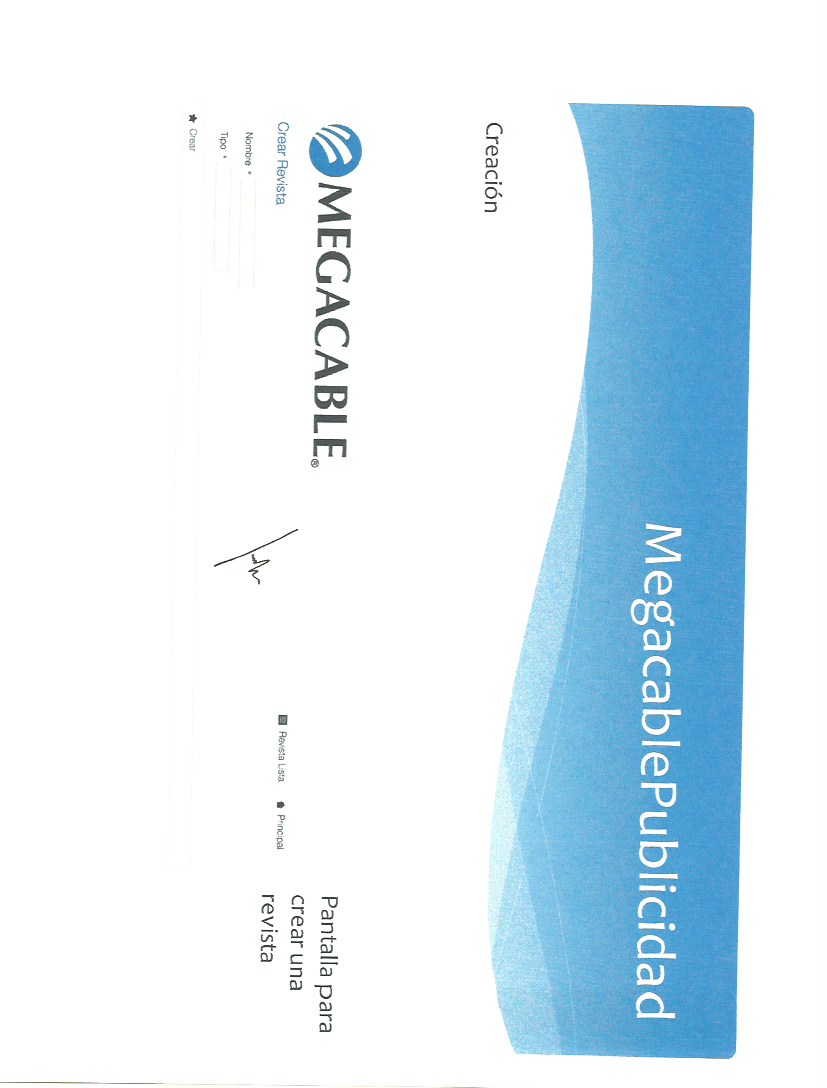 MegacablePublicidad
Creación
MEGACABLE®
Crear Revista
Revista Lista
Principal
Nombre *
Tipo *
Crear
Pantalla para
crear una
revista